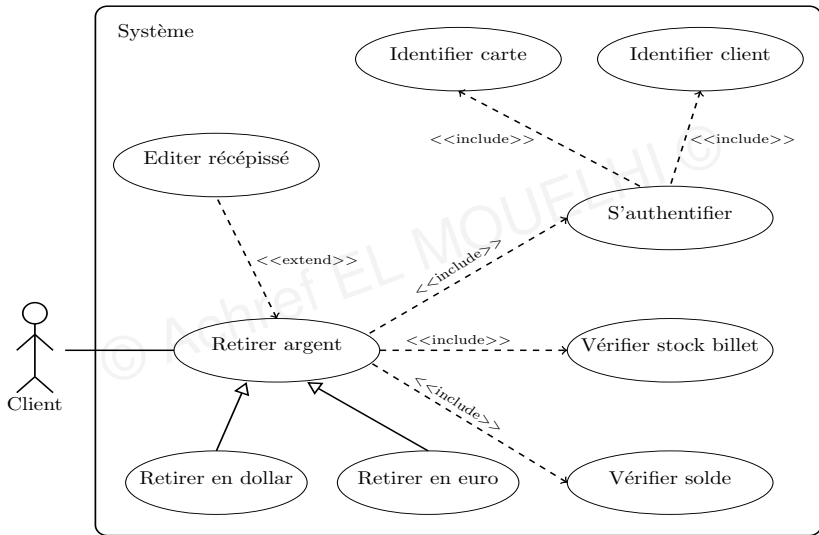 Système
Identifier carte
Identifier client
<<include>>
<<include>>
Editer récépissé
S'authentifier
<<extend>>
<<include>>
Retirer argent
<<include>>
Vérifier stock billet
<<include>>
Client
Retirer en dollar
Retirer en euro
Vérifier solde
© Achref EL MOUELHI ©